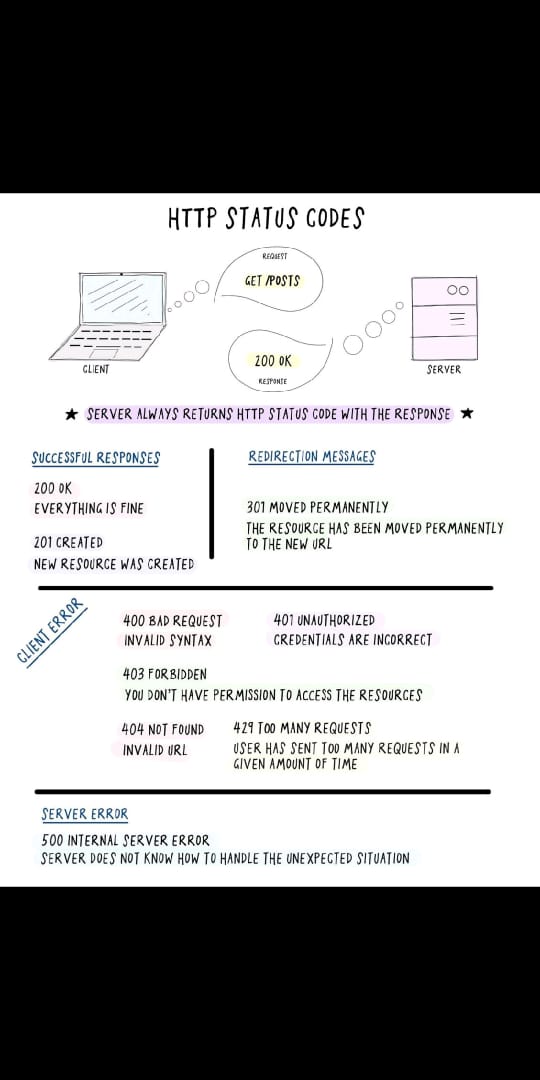 HTTP STATUS CODES
REQUEST
GET /POSTS
200 OK
RESPONSE
CLIENT
SERVER
★ SERVER ALWAYS RETURNS HTTP STATUS CODE WITH THE RESPONSE ★
SUCCESSFUL RESPONSES
200 OK
EVERYTHING IS FINE
201 CREATED
NEW RESOURCE WAS CREATED
REDIRECTION MESSAGES
301 MOVED PERMANENTLY
THE RESOURCE HAS BEEN MOVED PERMANENTLY
TO THE NEW URL
CLIENT ERROR
400 BAD REQUEST
INVALID SYNTAX
401 UNAUTHORIZED
CREDENTIALS ARE INCORRECT
403 FORBIDDEN
YOU DON'T HAVE PERMISSION TO ACCESS THE RESOURCES
404 NOT FOUND
INVALID URL
429 TOO MANY REQUESTS
USER HAS SENT TOO MANY REQUESTS IN A
GIVEN AMOUNT OF TIME
SERVER ERROR
500 INTERNAL SERVER ERROR
SERVER DOES NOT KNOW HOW TO HANDLE THE UNEXPECTED SITUATION